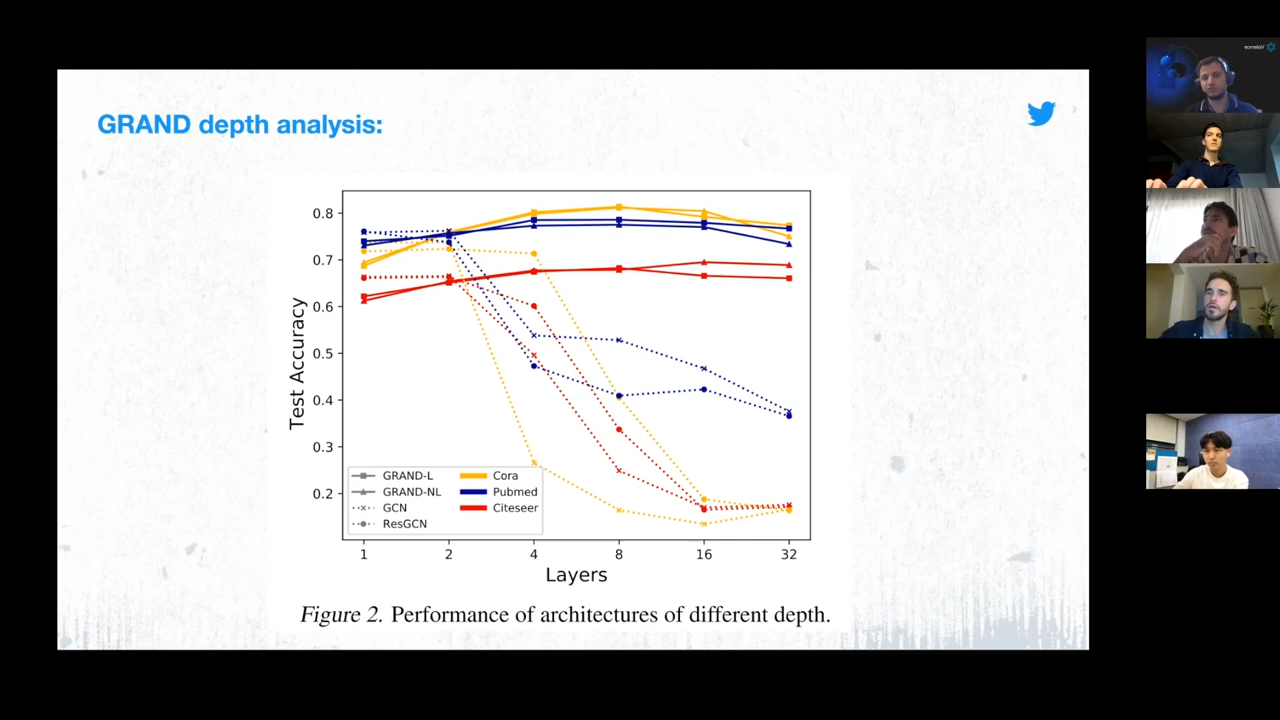 GRAND depth analysis:
0.8
0.7
0.6
0.5
0.4
0.3
0.2
Test Accuracy
GRAND-L
GRAND-NL
GCN
ResGCN
Cora
Pubmed
Citeseer
1 2 4 8 16 32
Layers
Figure 2. Performance of architectures of different depth.